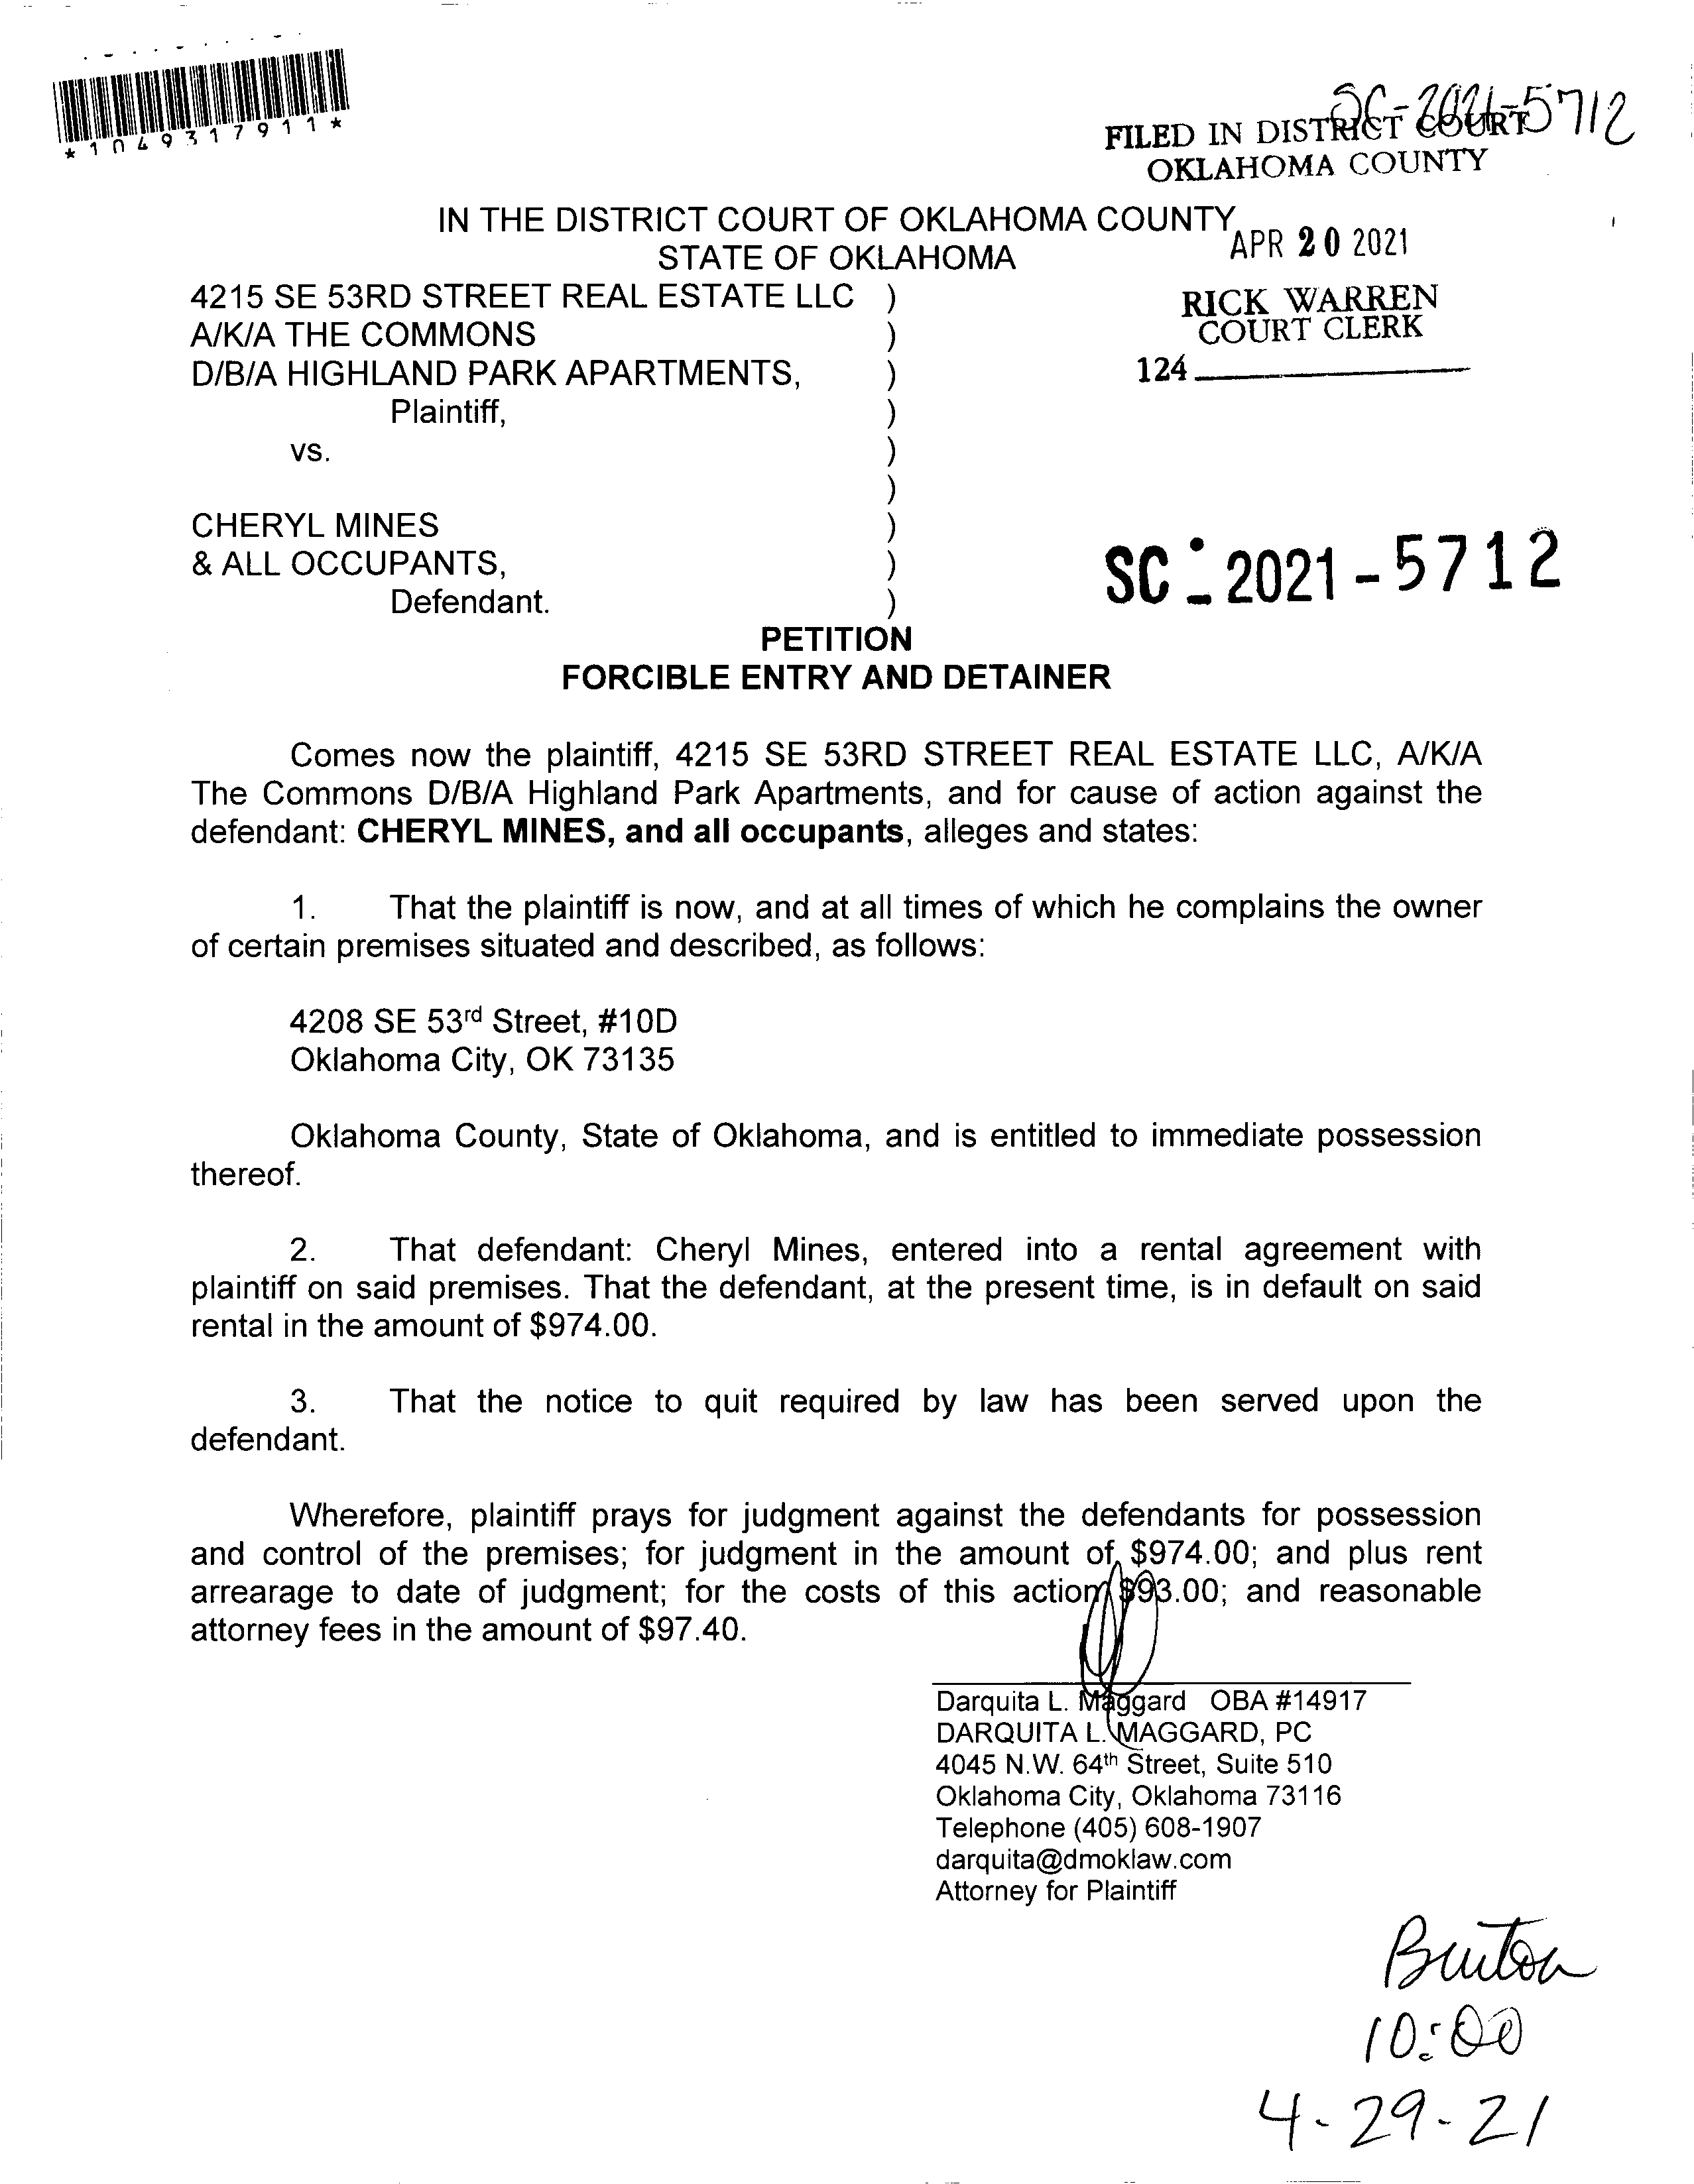 *1049317911*
SC-2021-5712
FILED IN DISTRICT COURT
OKLAHOMA COUNTY
IN THE DISTRICT COURT OF OKLAHOMA COUNTY
STATE OF OKLAHOMA
APR 20 2021
4215 SE 53RD STREET REAL ESTATE LLC )
A/K/A THE COMMONS )
D/B/A HIGHLAND PARK APARTMENTS, )
Plaintiff, )
vs. )
)
CHERYL MINES )
& ALL OCCUPANTS, )
Defendant. )
RICK WARREN
COURT CLERK
124
SC - 2021 - 5712
PETITION
FORCIBLE ENTRY AND DETAINER
Comes now the plaintiff, 4215 SE 53RD STREET REAL ESTATE LLC, A/K/A
The Commons D/B/A Highland Park Apartments, and for cause of action against the
defendant: CHERYL MINES, and all occupants, alleges and states:
1. That the plaintiff is now, and at all times of which he complains the owner
of certain premises situated and described, as follows:
4208 SE 53rd Street, #10D
Oklahoma City, OK 73135
Oklahoma County, State of Oklahoma, and is entitled to immediate possession
thereof.
2. That defendant: Cheryl Mines, entered into a rental agreement with
plaintiff on said premises. That the defendant, at the present time, is in default on said
rental in the amount of $974.00.
3. That the notice to quit required by law has been served upon the
defendant.
Wherefore, plaintiff prays for judgment against the defendants for possession
and control of the premises; for judgment in the amount of $974.00; and plus rent
arrearage to date of judgment; for the costs of this action $93.00; and reasonable
attorney fees in the amount of $97.40.
Darquita L. Maggard OBA #14917
DARQUITA L. MAGGARD, PC
4045 N.W. 64th Street, Suite 510
Oklahoma City, Oklahoma 73116
Telephone (405) 608-1907
darquita@dmoklaw.com
Attorney for Plaintiff
10:00
4-29-21